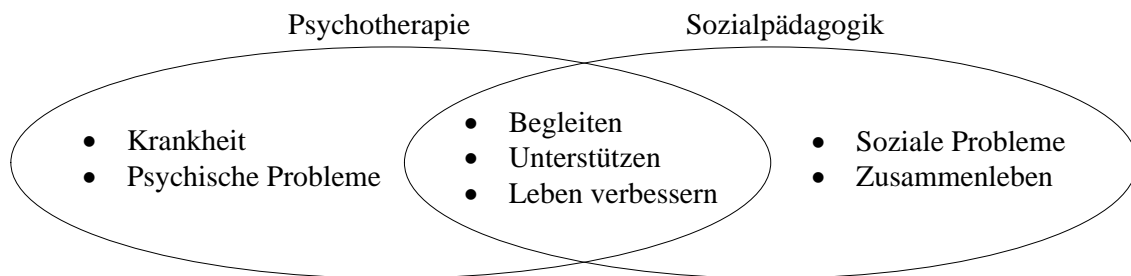 Psychotherapie
Sozialpädagogik
• Krankheit
• Psychische Probleme
• Begleiten
• Unterstützen
• Leben verbessern
• Soziale Probleme
• Zusammenleben